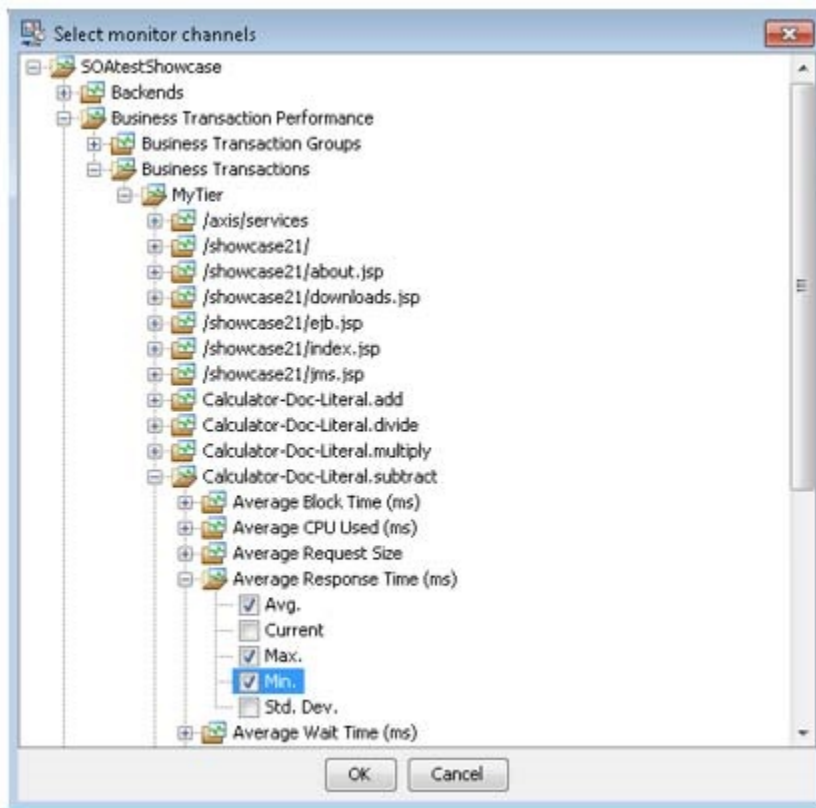 Select monitor channels
SOAtestShowcase
Backends
Business Transaction Performance
Business Transaction Groups
Business Transactions
MyTier
/axis/services
/showcase21/
/showcase21/about.jsp
/showcase21/downloads.jsp
/showcase21/ejb.jsp
/showcase21/index.jsp
/showcase21/jms.jsp
Calculator-Doc-Literal.add
Calculator-Doc-Literal.divide
Calculator-Doc-Literal.multiply
Calculator-Doc-Literal.subtract
Average Block Time (ms)
Average CPU Used (ms)
Average Request Size
Average Response Time (ms)
Avg.
Current
Max.
Min.
Std. Dev.
Average Wait Time (ms)
OK Cancel